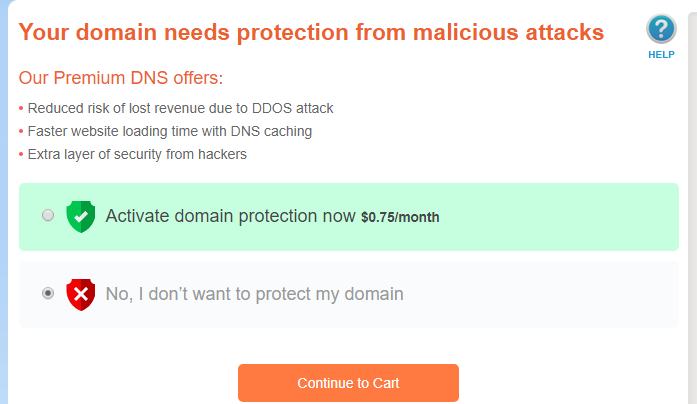 Your domain needs protection from malicious attacks
HELP
Our Premium DNS offers:
• Reduced risk of lost revenue due to DDOS attack
• Faster website loading time with DNS caching
• Extra layer of security from hackers
Activate domain protection now $0.75/month
No, I don’t want to protect my domain
Continue to Cart